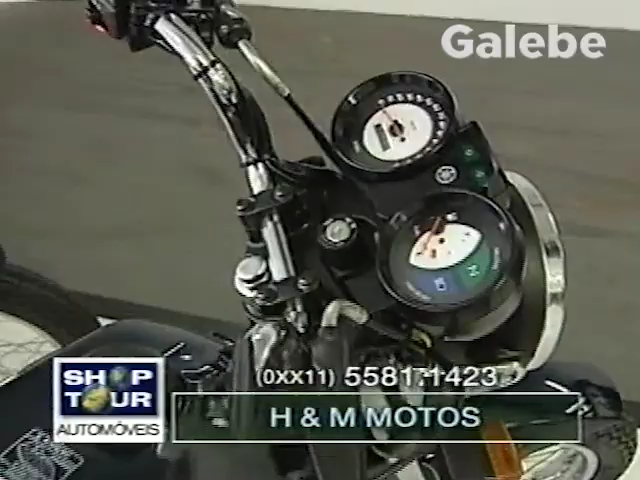 Galebe
SHOP
TOUR
AUTOMÓVEIS
(0XX11) 5581.1423
H & M MOTOS